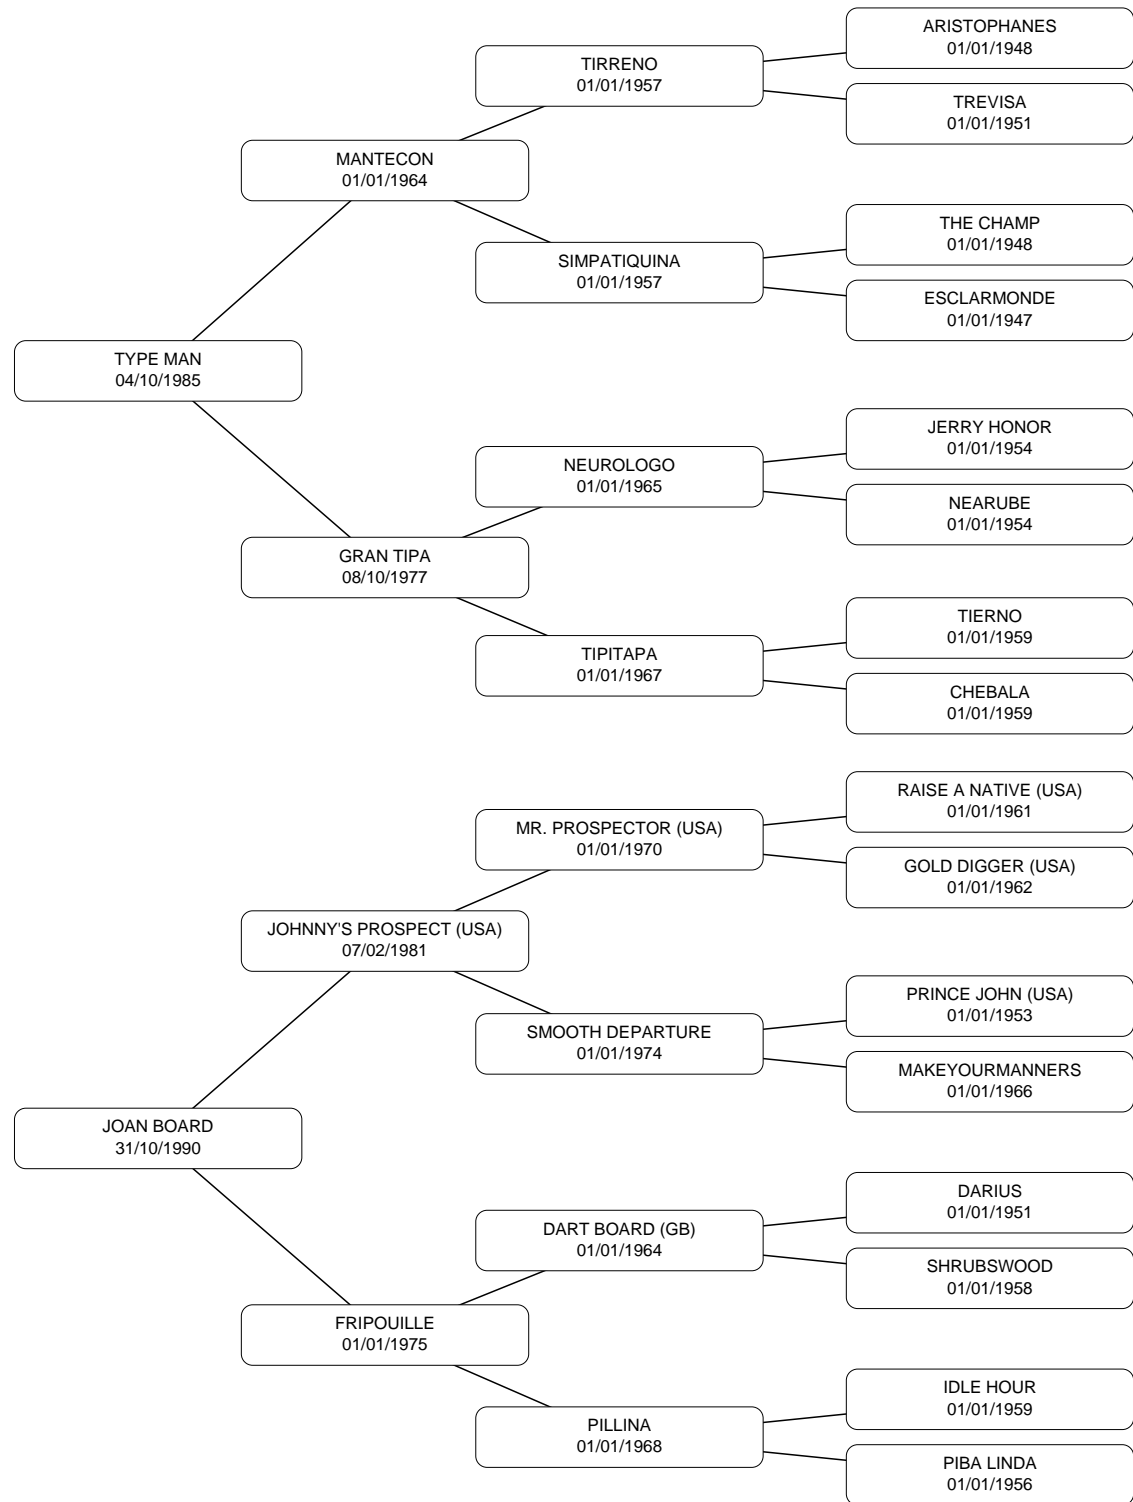 ARISTOPHANES
01/01/1948
TIRRENO
01/01/1957
TREVISA
01/01/1951
MANTECON
01/01/1964
THE CHAMP
01/01/1948
SIMPATIQUINA
01/01/1957
ESCLARMONDE
01/01/1947
TYPE MAN
04/10/1985
JERRY HONOR
01/01/1954
NEUROLOGO
01/01/1965
NEARUBE
01/01/1954
GRAN TIPA
08/10/1977
TIERNO
01/01/1959
TIPITAPA
01/01/1967
CHEBALA
01/01/1959
RAISE A NATIVE (USA)
01/01/1961
MR. PROSPECTOR (USA)
01/01/1970
GOLD DIGGER (USA)
01/01/1962
JOHNNY'S PROSPECT (USA)
07/02/1981
PRINCE JOHN (USA)
01/01/1953
SMOOTH DEPARTURE
01/01/1974
MAKEYOURMANNERS
01/01/1966
JOAN BOARD
31/10/1990
DARIUS
01/01/1951
DART BOARD (GB)
01/01/1964
SHRUBSWOOD
01/01/1958
FRIPOUILLE
01/01/1975
IDLE HOUR
01/01/1959
PILLINA
01/01/1968
PIBA LINDA
01/01/1956